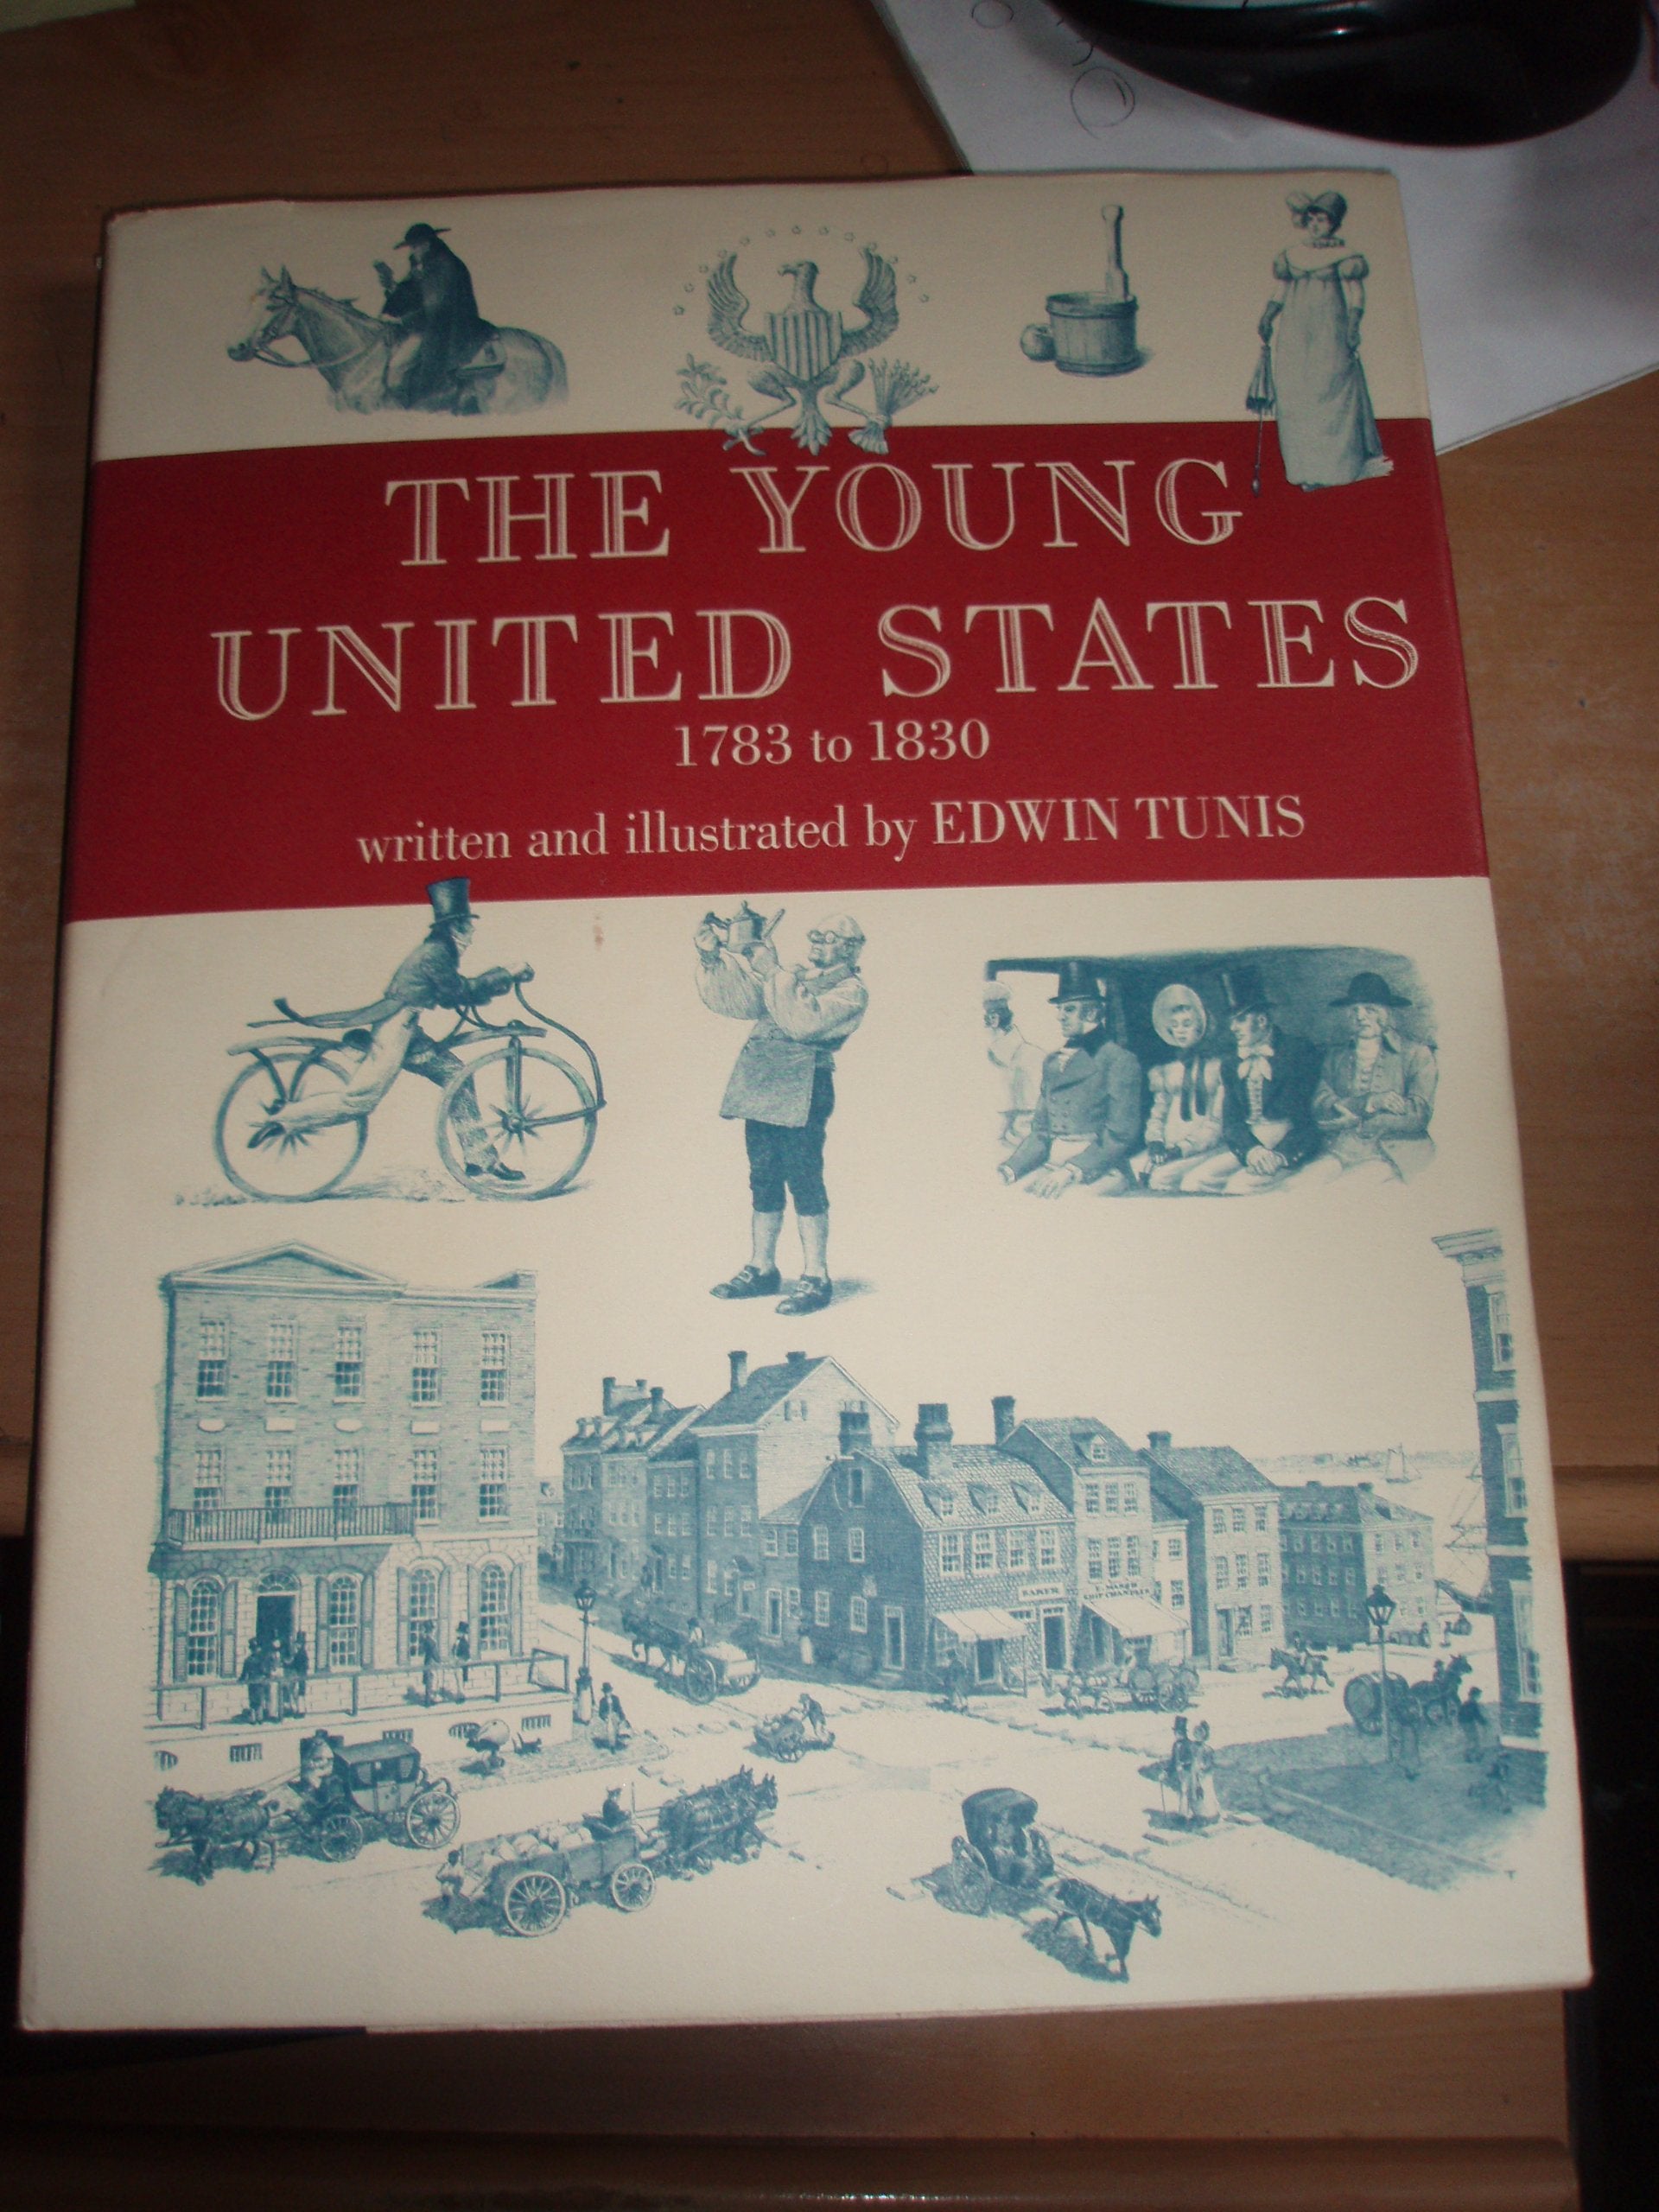 THE YOUNG
UNITED STATES
1783 to 1830
written and illustrated by EDWIN TUNIS
BAKER